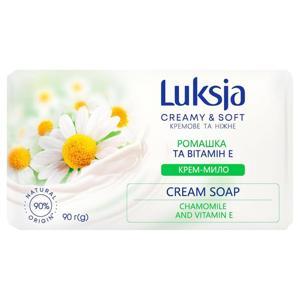 Luksja
CREAMY & SOFT
КРЕМОВЕ ТА НІЖНЕ
РОМАШКА
ТА ВІТАМІН Е
КРЕМ-МИЛО
CREAM SOAP
CHAMOMILE
AND VITAMIN E
NATURAL
90%
ORIGIN
90 г(g)